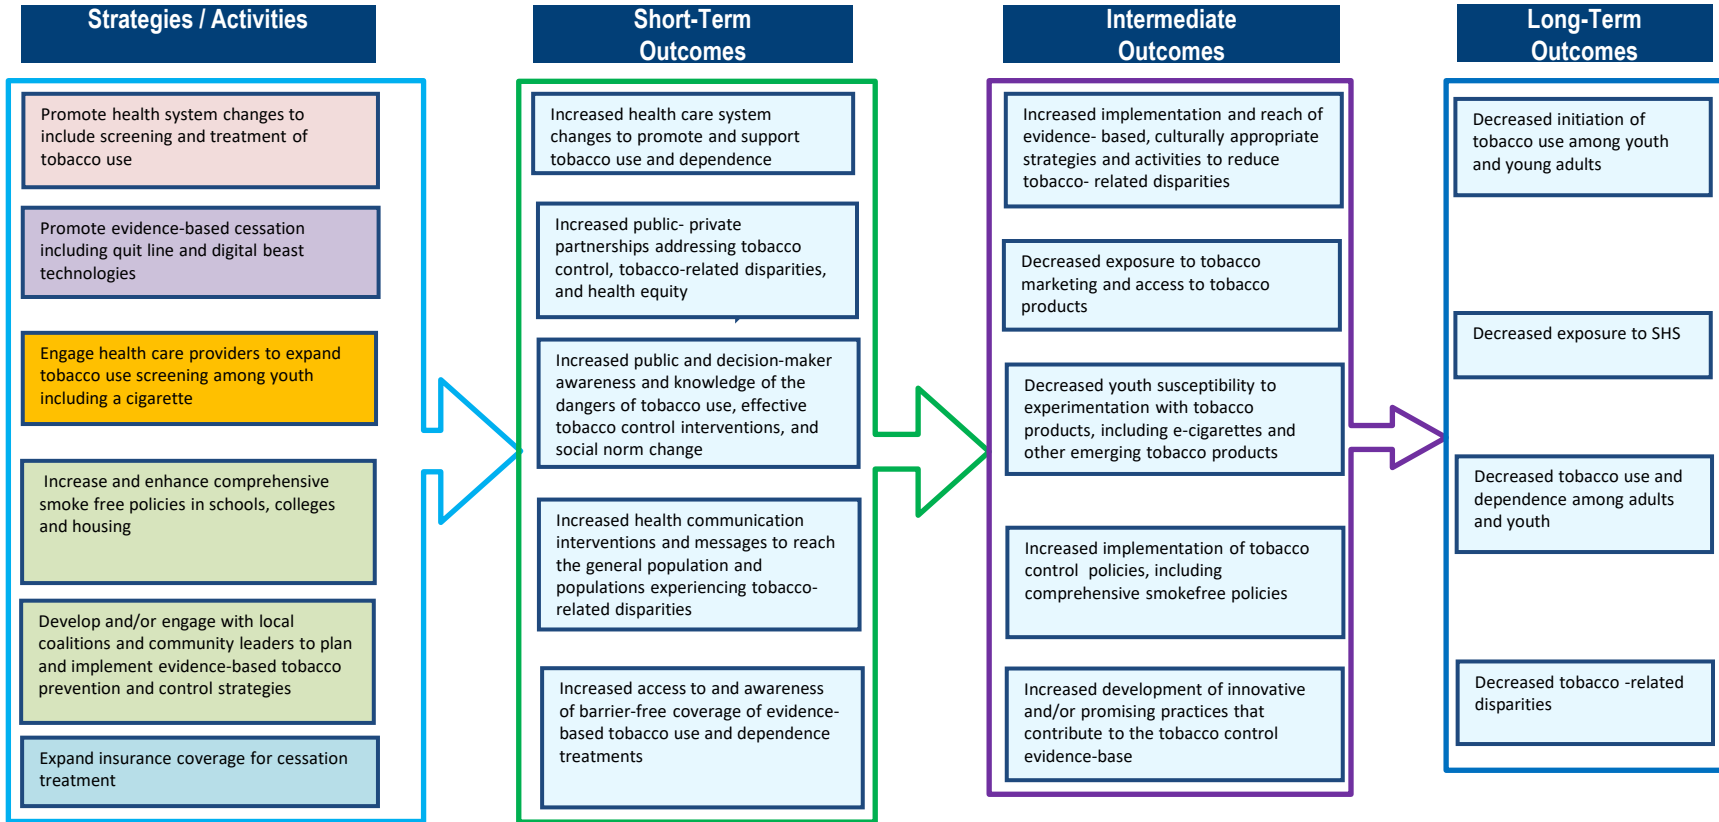 Strategies / Activities
Promote health system changes to
include screening and treatment of
tobacco use
Promote evidence-based cessation
including quit line and digital beast
technologies
Engage health care providers to expand
tobacco use screening among youth
including a cigarette
Increase and enhance comprehensive
smoke free policies in schools, colleges
and housing
Develop and/or engage with local
coalitions and community leaders to plan
and implement evidence-based tobacco
prevention and control strategies
Expand insurance coverage for cessation
treatment
Short-Term
Outcomes
Increased health care system
changes to promote and support
tobacco use and dependence
Increased public- private
partnerships addressing tobacco
control, tobacco-related disparities,
and health equity
Increased public and decision-maker
awareness and knowledge of the
dangers of tobacco use, effective
tobacco control interventions, and
social norm change
Increased health communication
interventions and messages to reach
the general population and
populations experiencing tobacco-
related disparities
Increased access to and awareness
of barrier-free coverage of evidence-
based tobacco use and dependence
treatments
Intermediate
Outcomes
Increased implementation and reach of
evidence- based, culturally appropriate
strategies and activities to reduce
tobacco- related disparities
Decreased exposure to tobacco
marketing and access to tobacco
products
Decreased youth susceptibility to
experimentation with tobacco
products, including e-cigarettes and
other emerging tobacco products
Increased implementation of tobacco
control  policies, including
comprehensive smokefree policies
Increased development of innovative
and/or promising practices that
contribute to the tobacco control
evidence-base
Long-Term
Outcomes
Decreased initiation of
tobacco use among youth
and young adults
Decreased exposure to SHS
Decreased tobacco use and
dependence among adults
and youth
Decreased tobacco -related
disparities